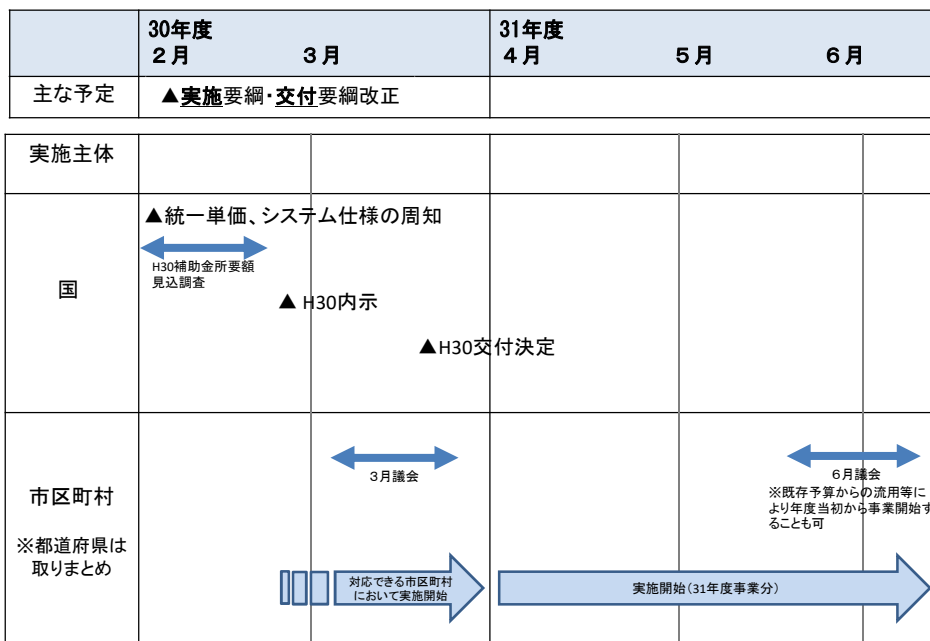 30年度 31年度
２月 ３月 ４月 ５月 ６月
主な予定 ▲実施要綱・交付要綱改正
実施主体
国
▲統一単価、システム仕様の周知
H30補助金所要額
見込調査
▲ H30内示
▲H30交付決定
市区町村
※都道府県は
取りまとめ
３月議会
６月議会
※既存予算からの流用等に
より年度当初から事業開始す
ることも可
対応できる市区町村
において実施開始
実施開始（31年度事業分）